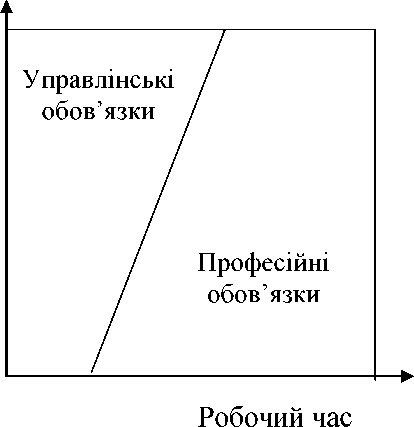 Управлінські
обов’язки
Професійні
обов’язки
Робочий час